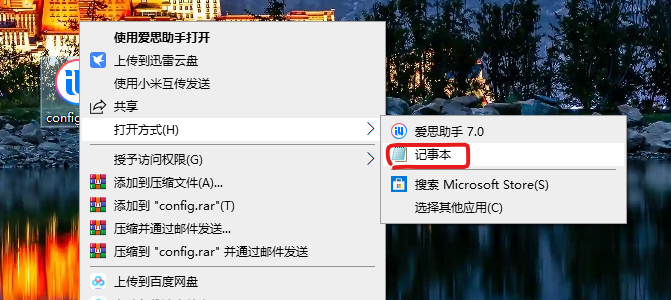 使用爱思助手打开
上传到迅雷云盘
使用小米互传发送
共享
打开方式(H)
授予访问权限(G)
添加到压缩文件(A)...
添加到 "config.rar"(T)
压缩并通过邮件发送...
压缩到 "config.rar" 并通过邮件发送
上传到百度网盘
config
爱思助手 7.0
记事本
搜索 Microsoft Store(S)
选择其他应用(C)